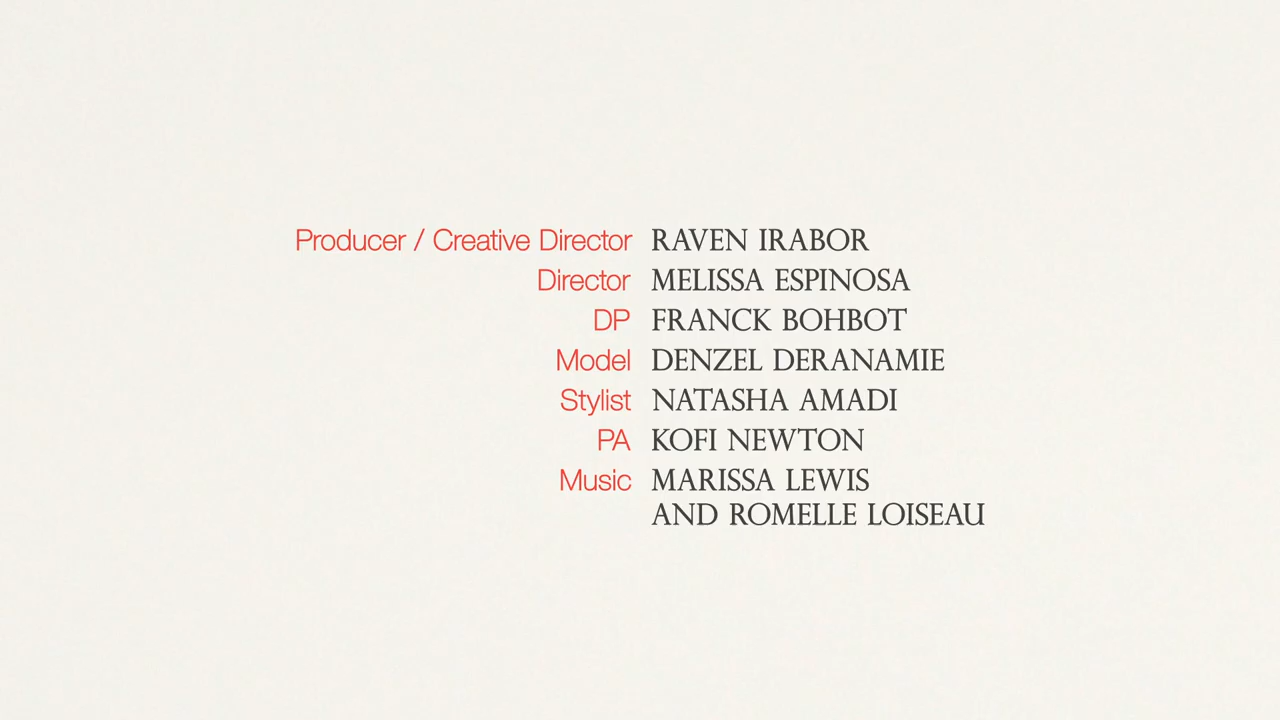 Producer / Creative Director RAVEN IRABOR
Director MELISSA ESPINOSA
DP FRANCK BOHBOT
Model DENZEL DERANAMIE
Stylist NATASHA AMADI
PA KOFI NEWTON
Music MARISSA LEWIS
AND ROMELLE LOISEAU